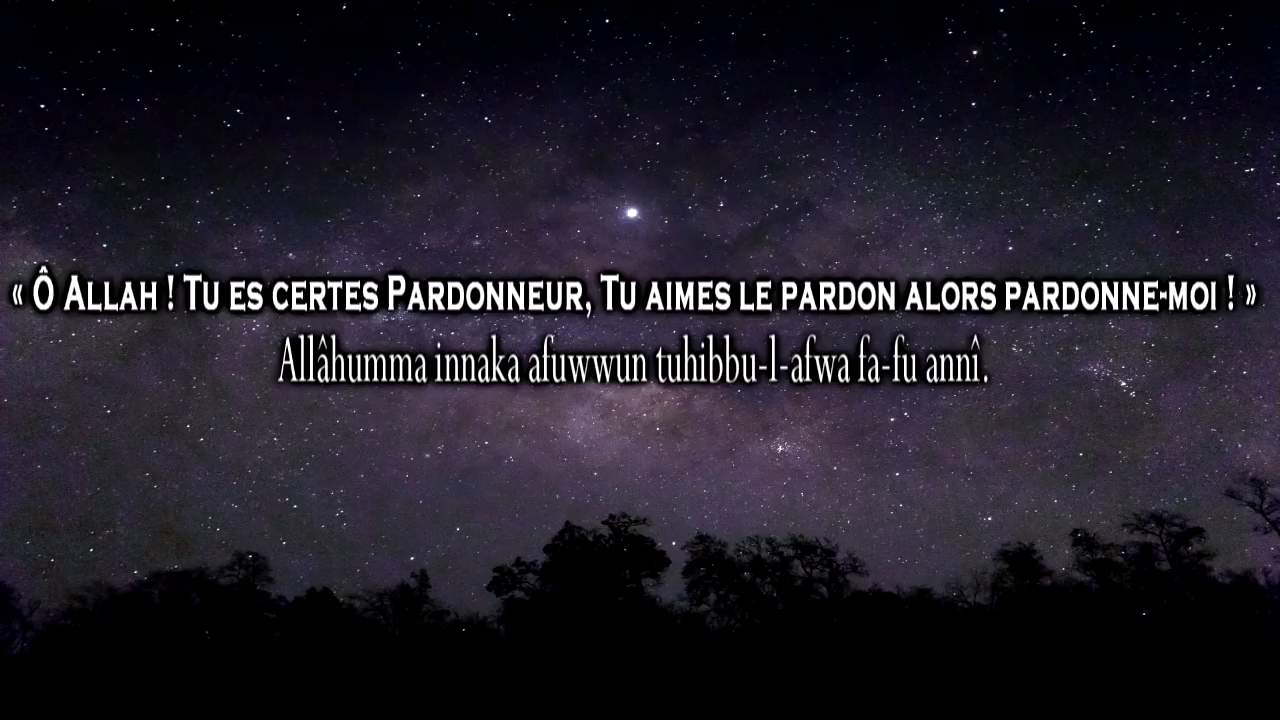 « Ô Allah ! Tu es certes Pardonneur, Tu aimes le pardon alors pardonne-moi ! »
Allâhumma innaka afuwwun tuhibbu-l-afwa fa-fu annî.